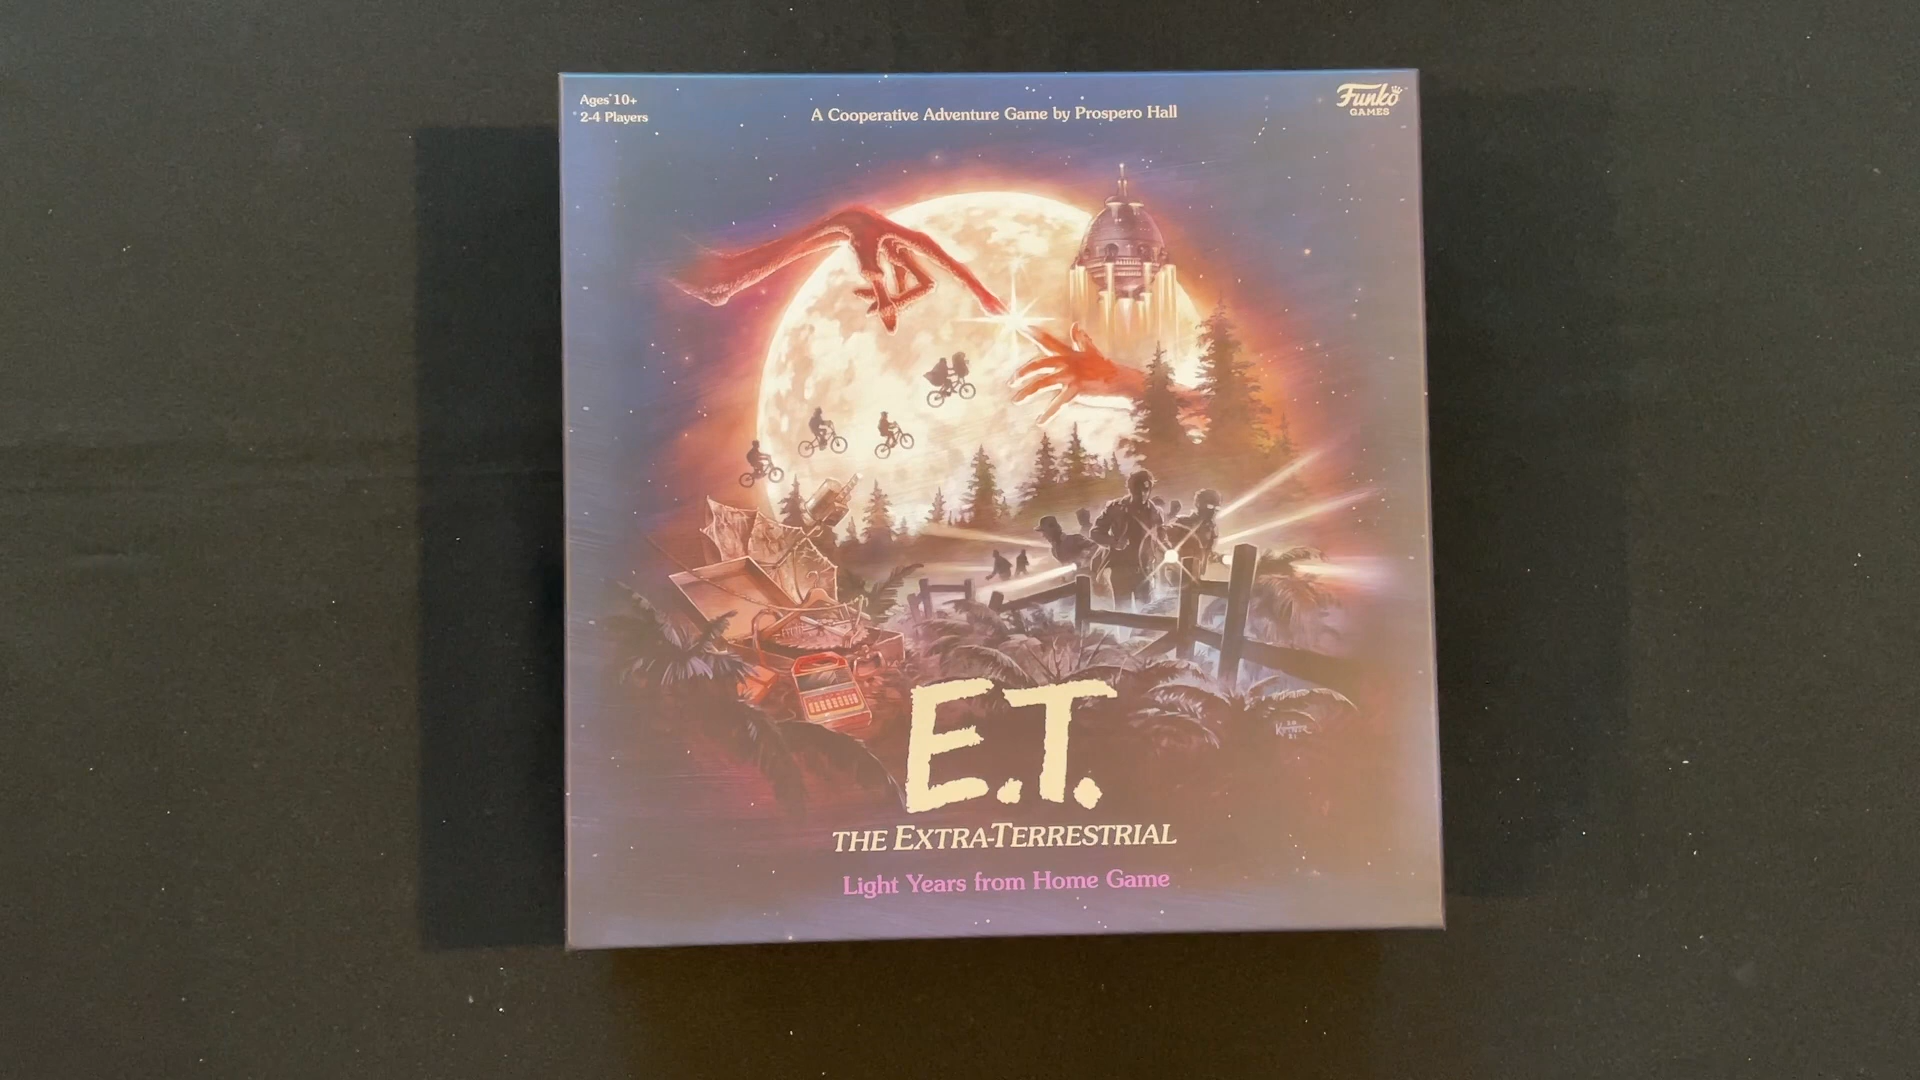 Ages 10+
2-4 Players
A Cooperative Adventure Game by Prospero Hall
Funko
GAMES
E.T.
THE EXTRA-TERRESTRIAL
Light Years from Home Game